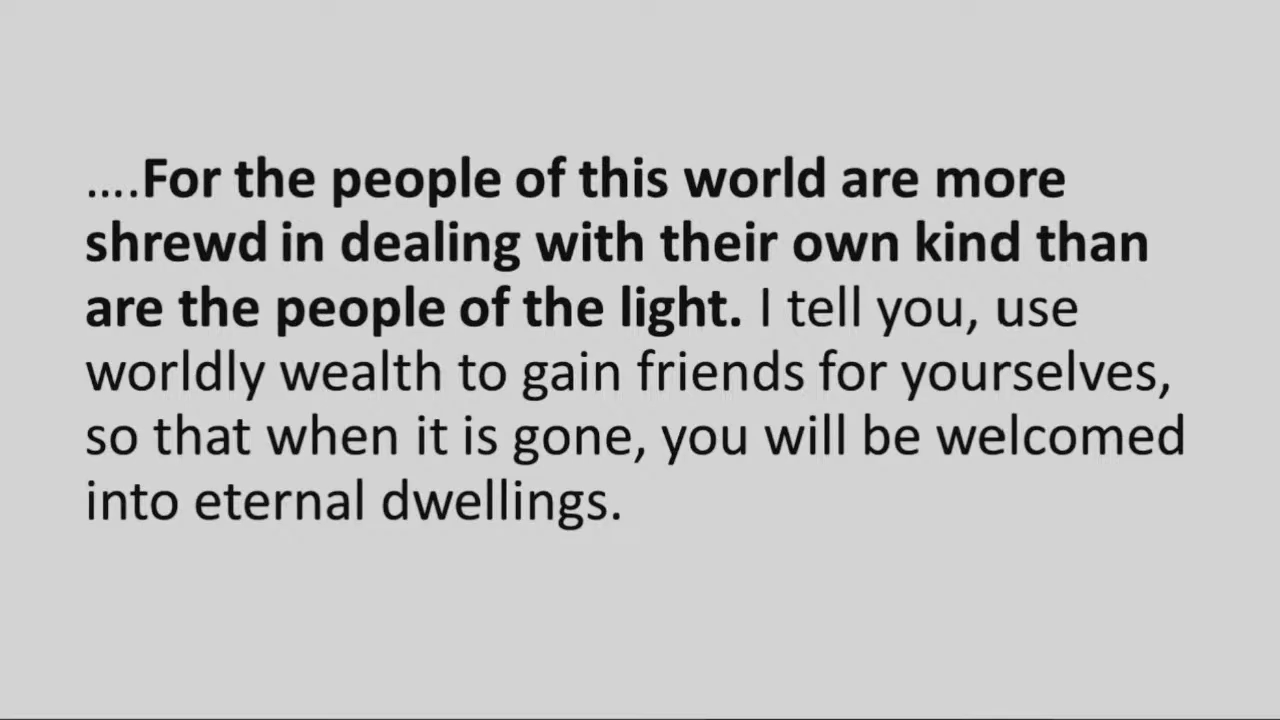 ....For the people of this world are more
shrewd in dealing with their own kind than
are the people of the light. I tell you, use
worldly wealth to gain friends for yourselves,
so that when it is gone, you will be welcomed
into eternal dwellings.